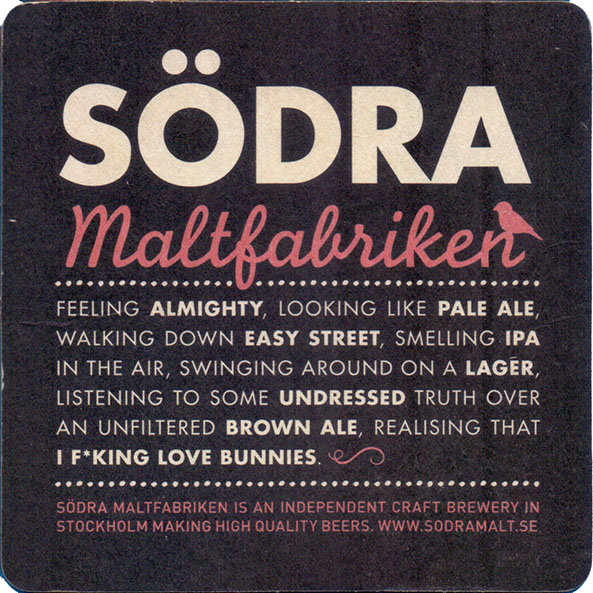 SÖDRA
Maltfabriken
FEELING ALMIGHTY, LOOKING LIKE PALE ALE,
WALKING DOWN EASY STREET, SMELLING IPA
IN THE AIR, SWINGING AROUND ON A LAGÉR,
LISTENING TO SOME UNDRESSED TRUTH OVER
AN UNFILTERED BROWN ALE, REALISING THAT
I F*KING LOVE BUNNIES.
SÖDRA MALTFABRIKEN IS AN INDEPENDENT CRAFT BREWERY IN
STOCKHOLM MAKING HIGH QUALITY BEERS. WWW.SODRAMALT.SE